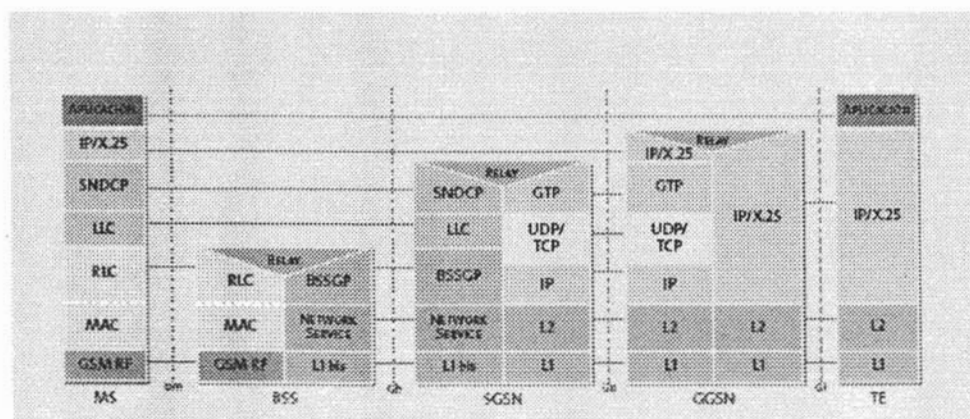 APLICACIÓN
IP/X.25
SNDCP
LLC
RLC
MAC
GSM RF
MS
Um
RELAY
RLC
BSSGP
MAC
NETWORK SERVICE
GSM RF
L1 bis
BSS
Gb
RELAY
SNDCP
GTP
LLC
UDP/
TCP
BSSGP
IP
NETWORK
SERVICE
L2
L1 bis
L1
SGSN
Gn
RELAY
IP/X.25
GTP
IP/X.25
UDP/
TCP
IP
L2
L2
L1
L1
GGSN
Gi
APLICACIÓN
IP/X.25
L2
L1
TE